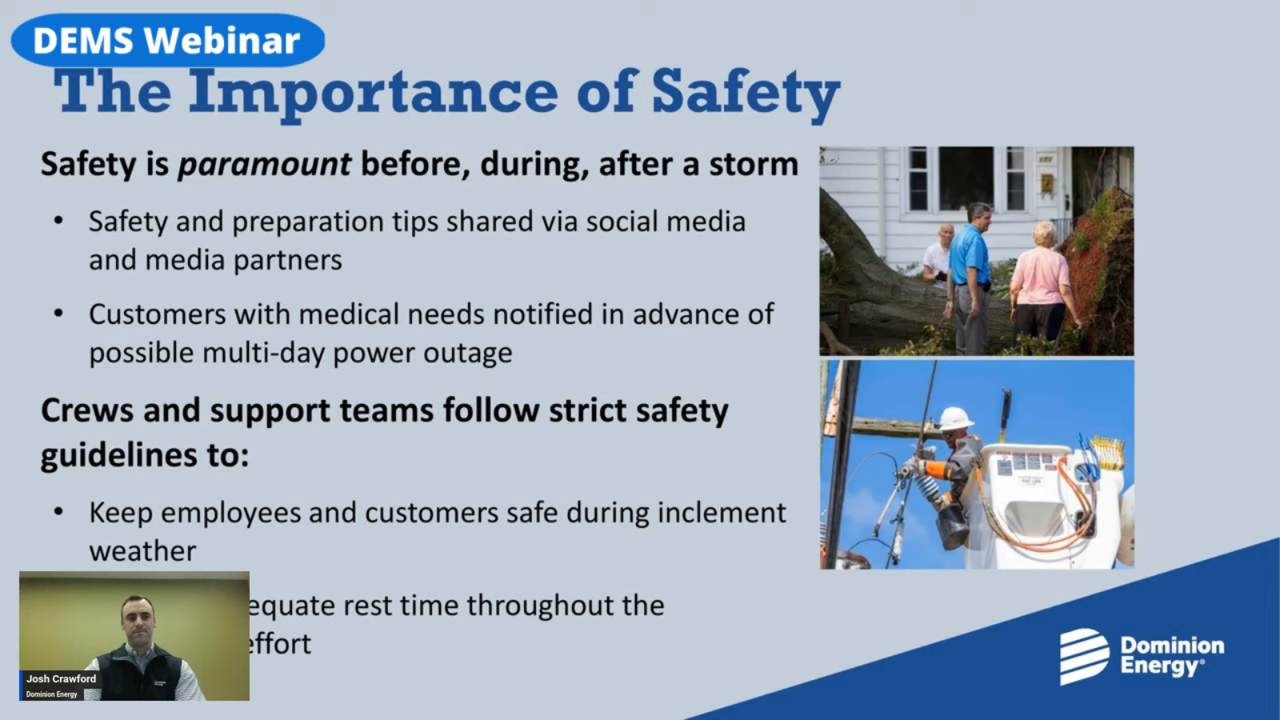 DEMS Webinar
The Importance of Safety
Safety is paramount before, during, after a storm
• Safety and preparation tips shared via social media
and media partners
• Customers with medical needs notified in advance of
possible multi-day power outage
Crews and support teams follow strict safety
guidelines to:
• Keep employees and customers safe during inclement
weather
equate rest time throughout the
effort
Josh Crawford
Dominion Energy
Dominion
Energy®